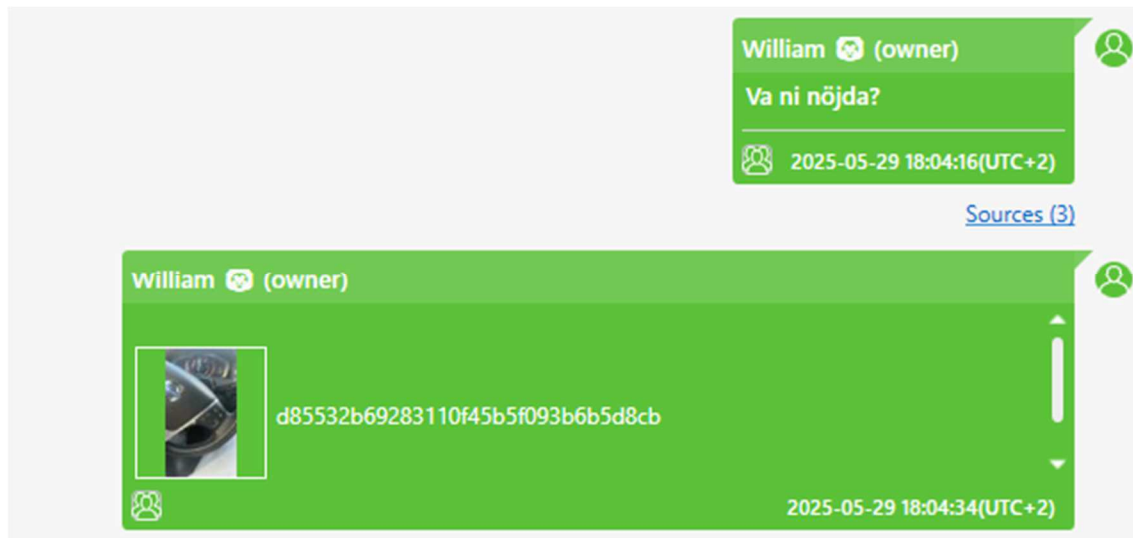 William (owner)
Va ni nöjda?
2025-05-29 18:04:16(UTC+2)
Sources (3)
William (owner)
d85532b69283110f45b5f093b6b5d8cb
2025-05-29 18:04:34(UTC+2)